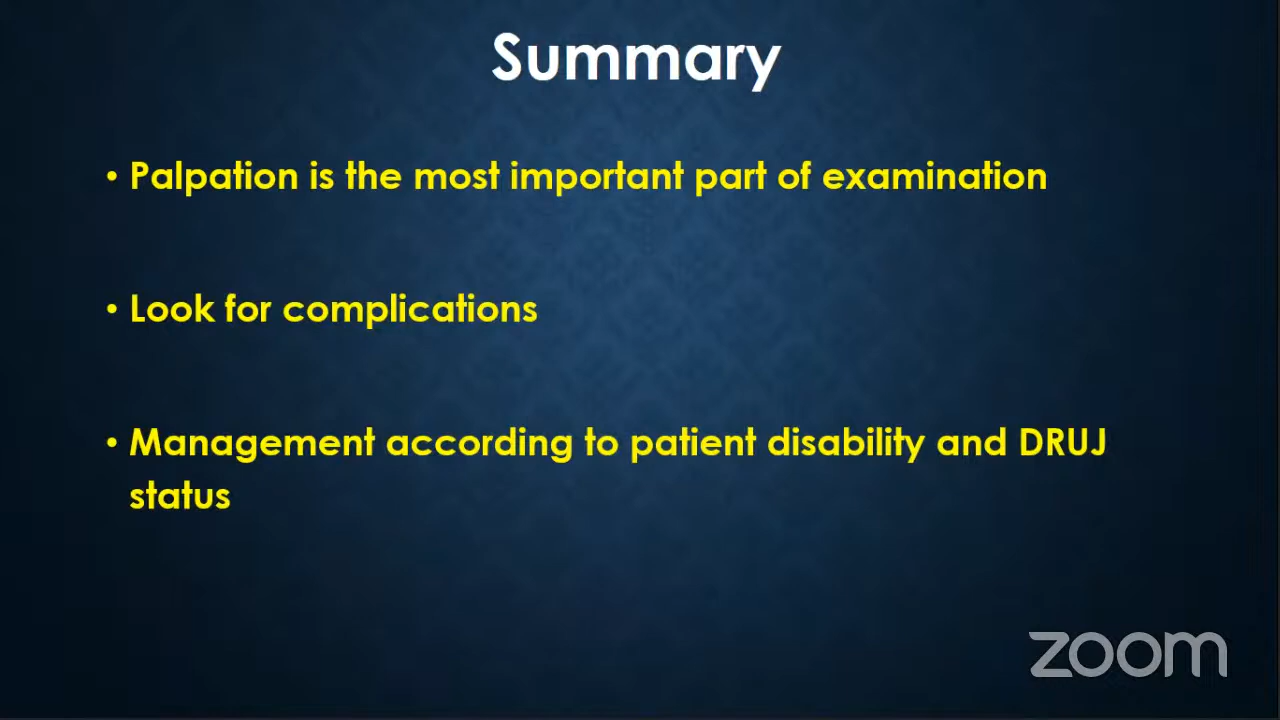 Summary
• Palpation is the most important part of examination
• Look for complications
• Management according to patient disability and DRUJ
status
zoom